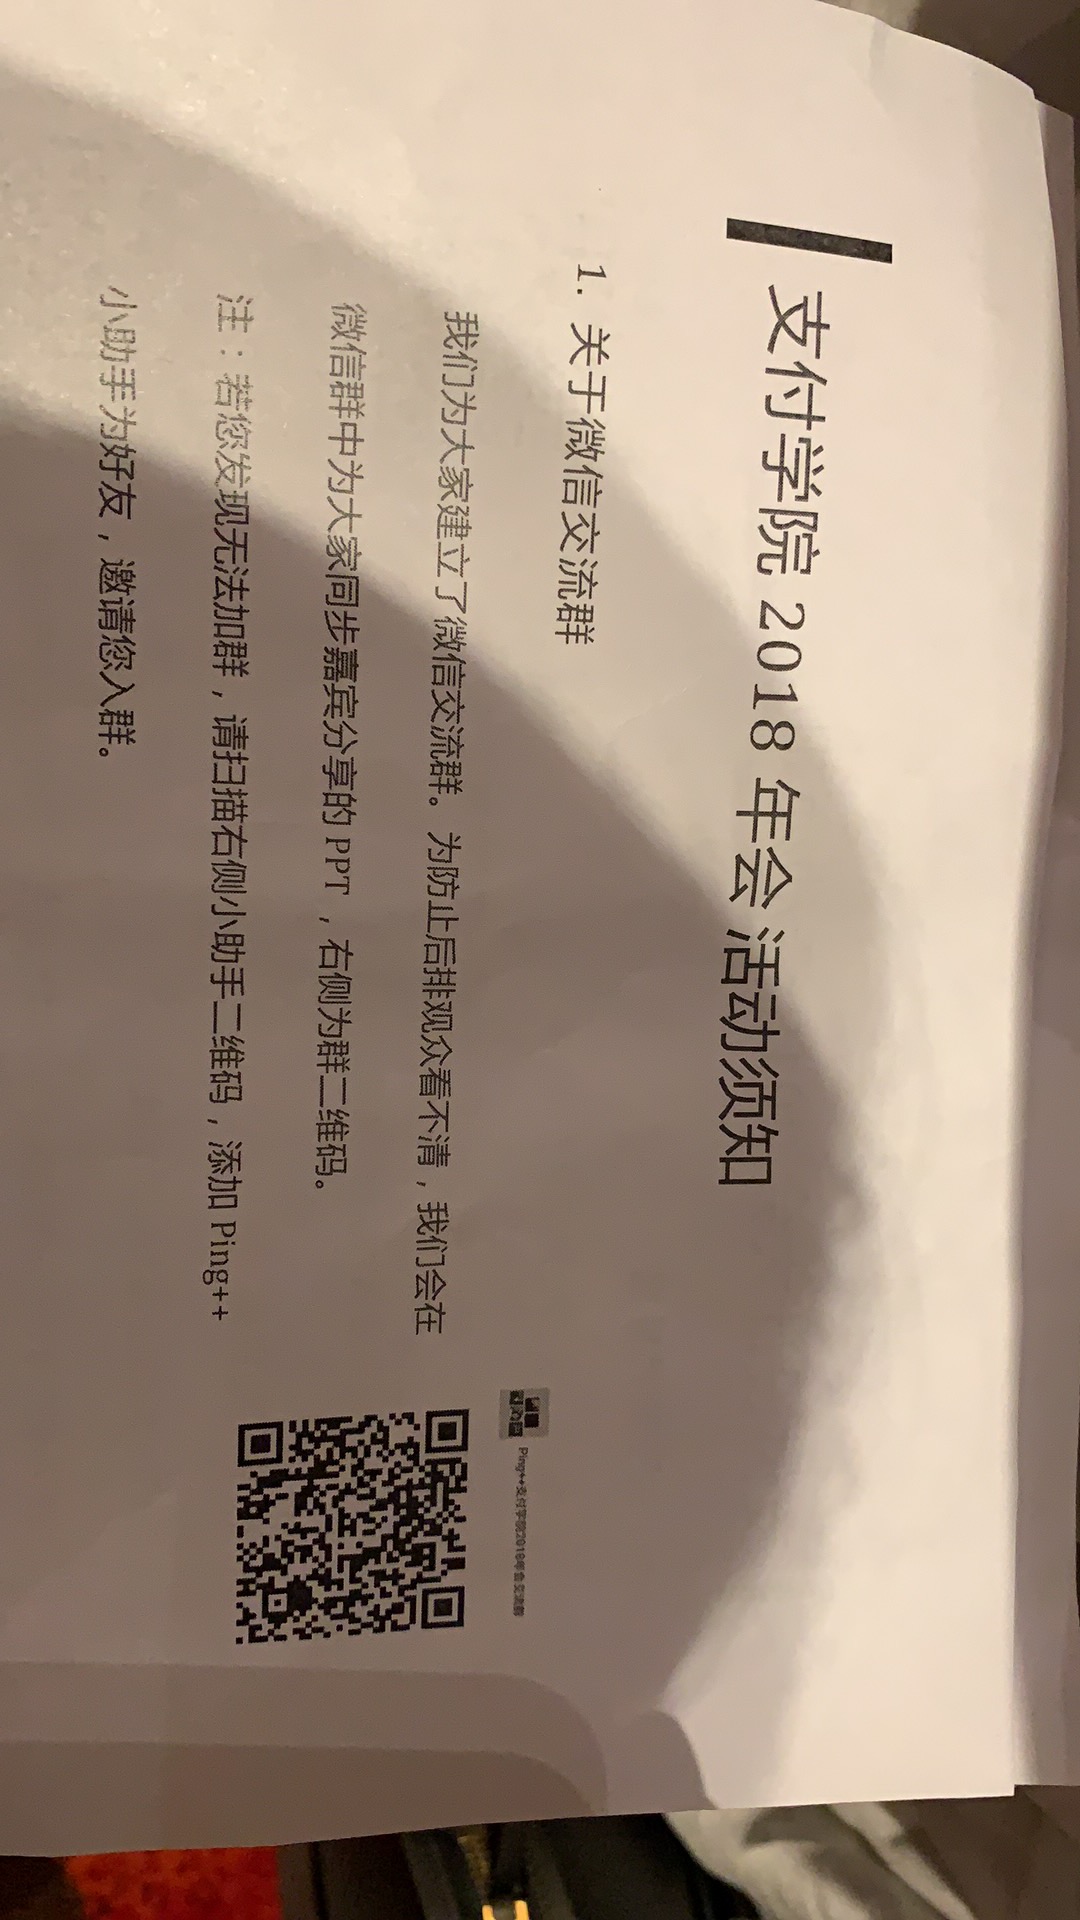 支付学院 2018 年会 活动须知
1. 关于微信交流群
我们为大家建立了微信交流群。为防止后排观众看不清，我们会在
微信群中为大家同步嘉宾分享的 PPT ，右侧为群二维码。
注：若您发现无法加群，请扫描右侧小助手二维码，添加 Ping++
小助手为好友，邀请您入群。
Ping++支付学院2018年会交流群